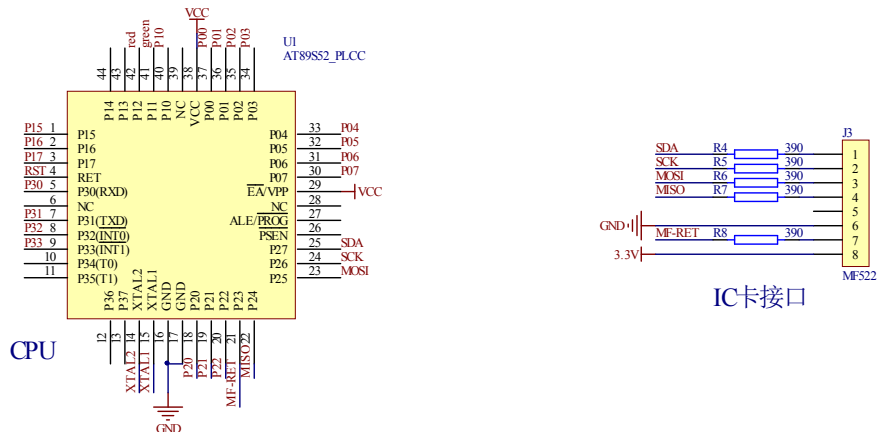 VCC
red
green
P10
P00
P01
P02
P03
U1
AT89S52_PLCC
44
43
42
41
40
39
38
37
36
35
34
P14
P13
P12
P11
P10
NC
VCC
P00
P01
P02
P03
P15 1 P15
P16 2 P16
P17 3 P17
RST 4 RET
P30 5 P30(RXD)
6 NC
P31 7 P31(TXD)
P32 8 P32(INT0)
P33 9 P33(INT1)
10 P34(T0)
11 P35(T1)
P04 33 P04
P05 32 P05
P06 31 P06
P07 30 P07
EA/VPP 29 VCC
NC 28
ALE/PROG 27
PSEN 26
P27 25 SDA
P26 24 SCK
P25 23 MOSI
P36
P37
XTAL2
XTAL1
GND
GND
P20
P21
P22
P23
P24
12
13
14
15
16
17
18
19
20
21
22
XTAL2
XTAL1
P20
P21
P22
MF-RET
MISO
GND
CPU
J3
SDA R4 390 1
SCK R5 390 2
MOSI R6 390 3
MISO R7 390 4
5
GND 6
MF-RET R8 390 7
3.3V 8
MF522
IC卡接口